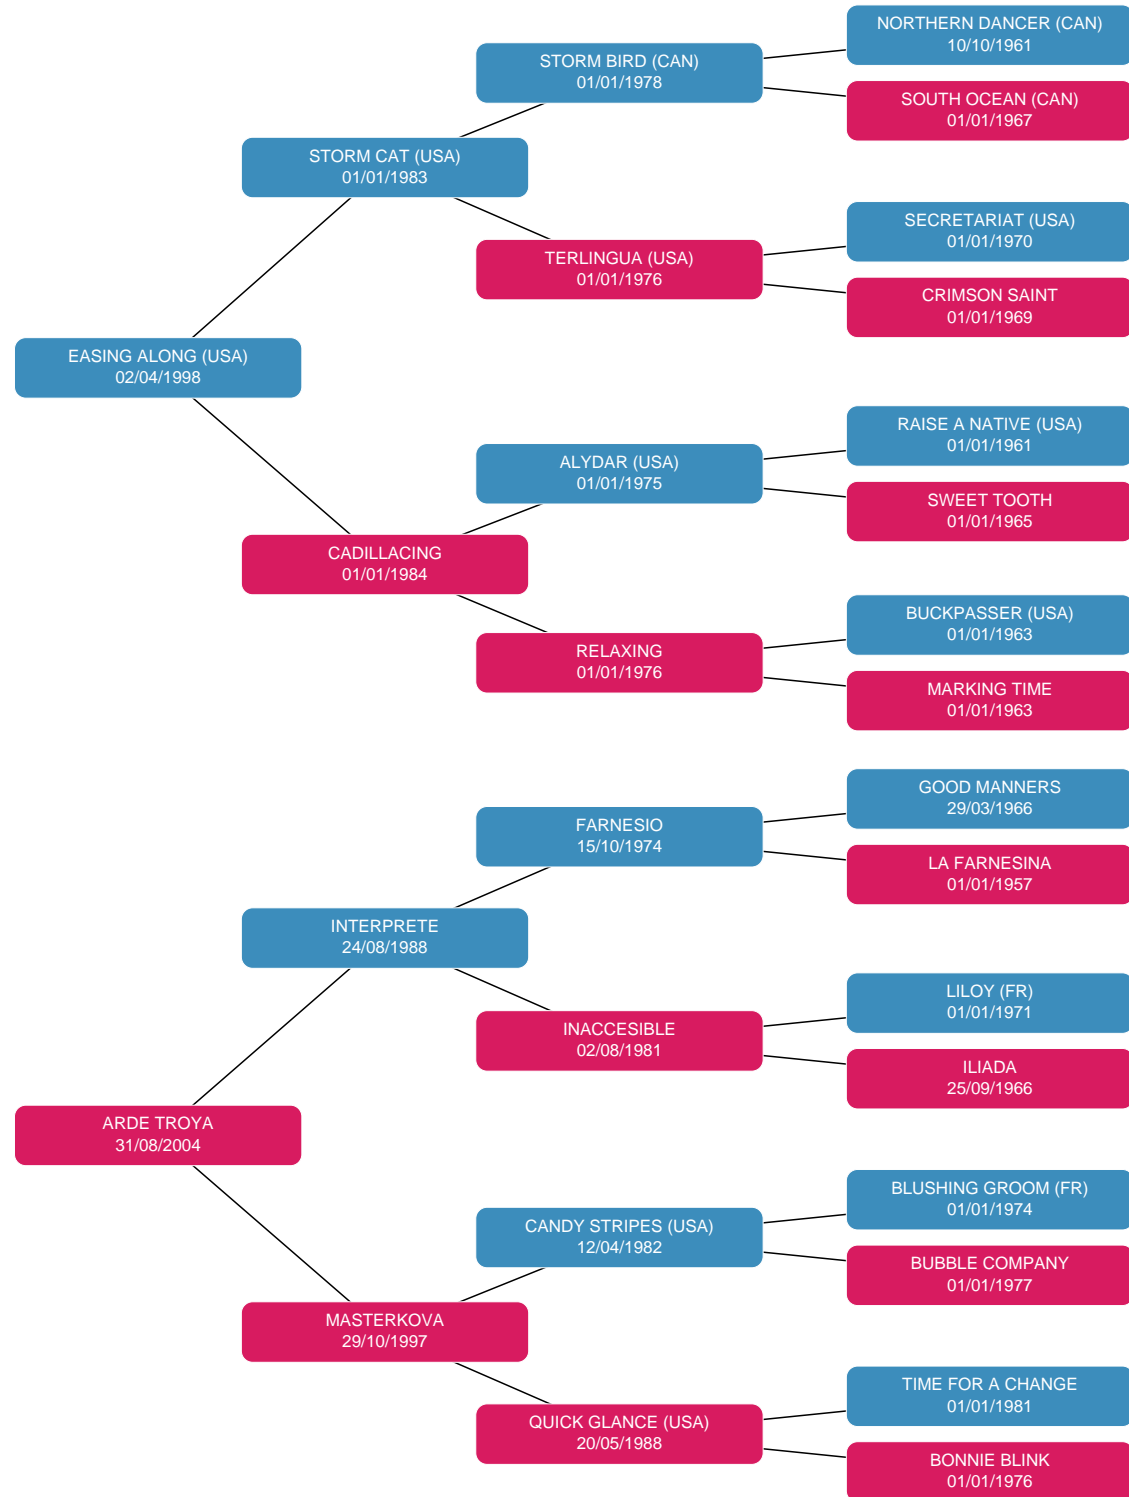 NORTHERN DANCER (CAN)
10/10/1961
STORM BIRD (CAN)
01/01/1978
SOUTH OCEAN (CAN)
01/01/1967
STORM CAT (USA)
01/01/1983
SECRETARIAT (USA)
01/01/1970
TERLINGUA (USA)
01/01/1976
CRIMSON SAINT
01/01/1969
EASING ALONG (USA)
02/04/1998
RAISE A NATIVE (USA)
01/01/1961
ALYDAR (USA)
01/01/1975
SWEET TOOTH
01/01/1965
CADILLACING
01/01/1984
BUCKPASSER (USA)
01/01/1963
RELAXING
01/01/1976
MARKING TIME
01/01/1963
GOOD MANNERS
29/03/1966
FARNESIO
15/10/1974
LA FARNESINA
01/01/1957
INTERPRETE
24/08/1988
LILOY (FR)
01/01/1971
INACCESIBLE
02/08/1981
ILIADA
25/09/1966
ARDE TROYA
31/08/2004
BLUSHING GROOM (FR)
01/01/1974
CANDY STRIPES (USA)
12/04/1982
BUBBLE COMPANY
01/01/1977
MASTERKOVA
29/10/1997
TIME FOR A CHANGE
01/01/1981
QUICK GLANCE (USA)
20/05/1988
BONNIE BLINK
01/01/1976